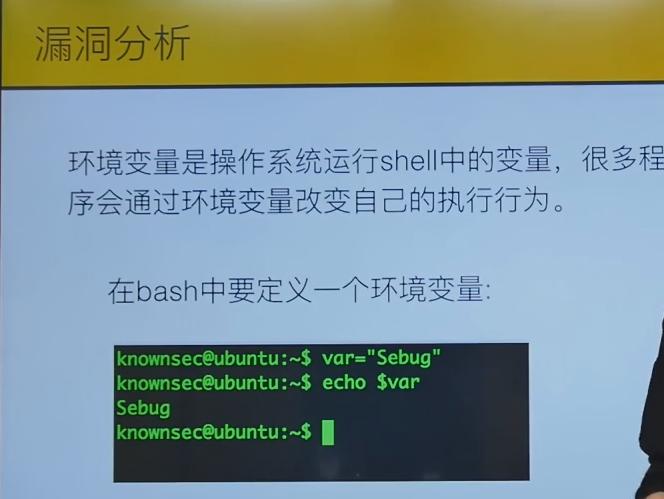 漏洞分析
环境变量是操作系统运行shell中的变量，很多程
序会通过环境变量改变自己的执行行为。
在bash中要定义一个环境变量:
knownsec@ubuntu:~$ var="Sebug"
knownsec@ubuntu:~$ echo $var
Sebug
knownsec@ubuntu:~$